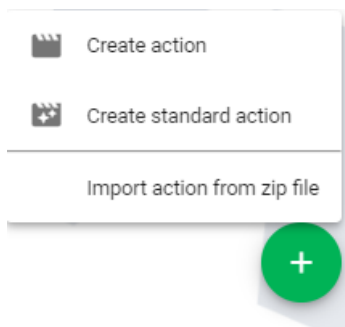 Create action
Create standard action
Import action from zip file